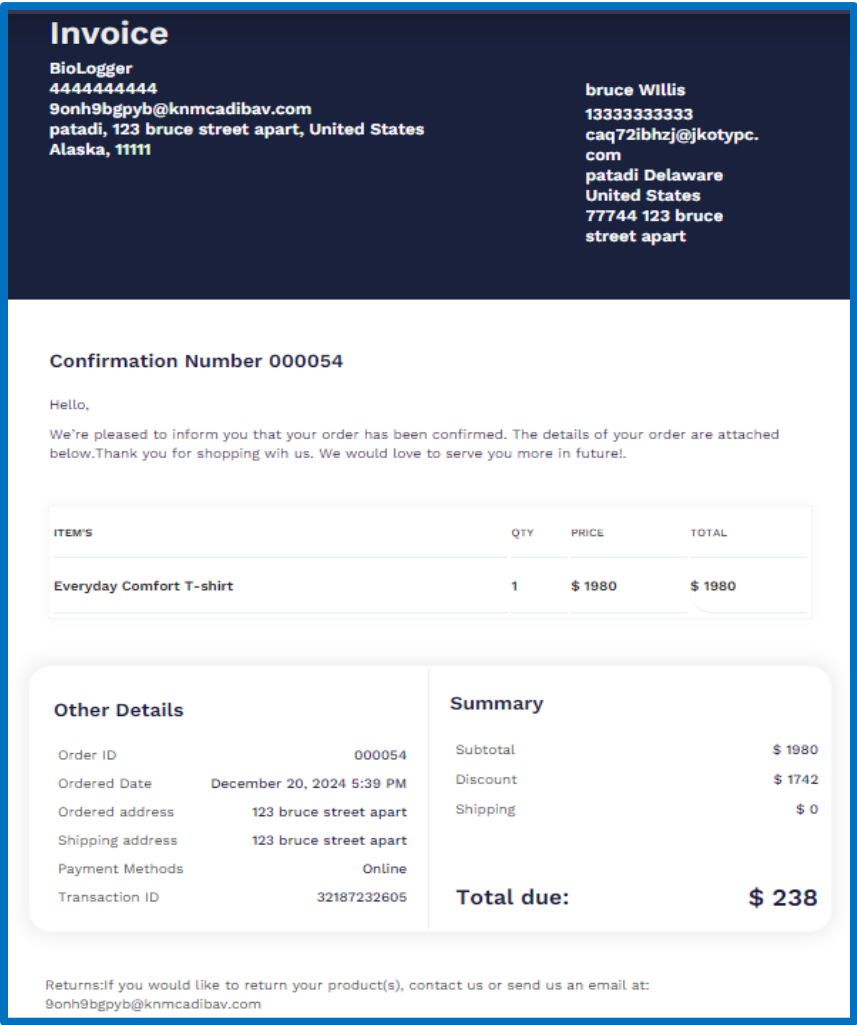 Invoice
BioLogger
4444444444
9onh9bgpyb@knmcadibav.com
patadi, 123 bruce street apart, United States
Alaska, 11111
bruce WIllis
13333333333
caq72ibhzj@jkotypc.
com
patadi Delaware
United States
77744 123 bruce
street apart
Confirmation Number 000054
Hello,
We're pleased to inform you that your order has been confirmed. The details of your order are attached
below.Thank you for shopping wih us. We would love to serve you more in future!.
ITEM'S QTY PRICE TOTAL
Everyday Comfort T-shirt 1 $ 1980 $ 1980
Other Details
Order ID 000054
Ordered Date December 20, 2024 5:39 PM
Ordered address 123 bruce street apart
Shipping address 123 bruce street apart
Payment Methods Online
Transaction ID 32187232605
Summary
Subtotal $ 1980
Discount $ 1742
Shipping $ 0
Total due: $ 238
Returns:If you would like to return your product(s), contact us or send us an email at:
9onh9bgpyb@knmcadibav.com